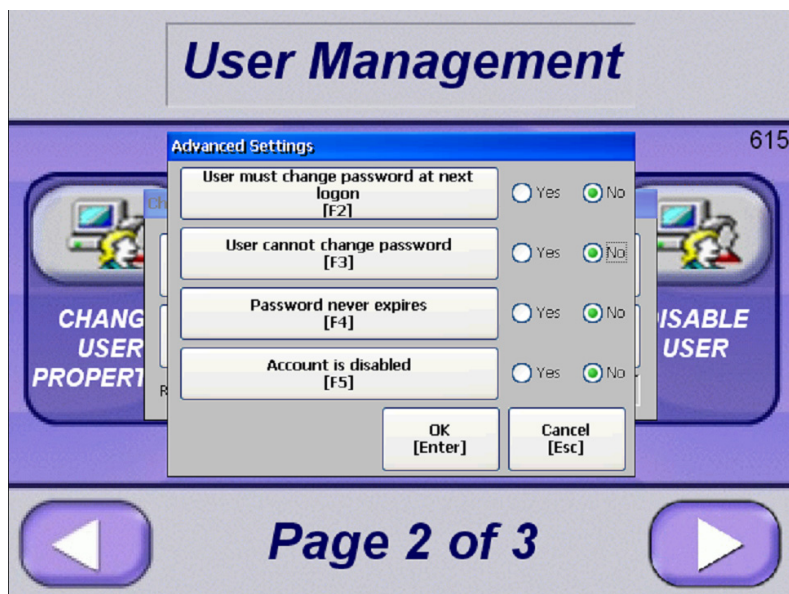 User Management
615
Advanced Settings
User must change password at next
logon
[F2]
Yes
No
User cannot change password
[F3]
Yes
No
Password never expires
[F4]
Yes
No
Account is disabled
[F5]
Yes
No
OK
[Enter]
Cancel
[Esc]
Ch
CHANG
USER
PROPERT
R
ISABLE
USER
Page 2 of 3